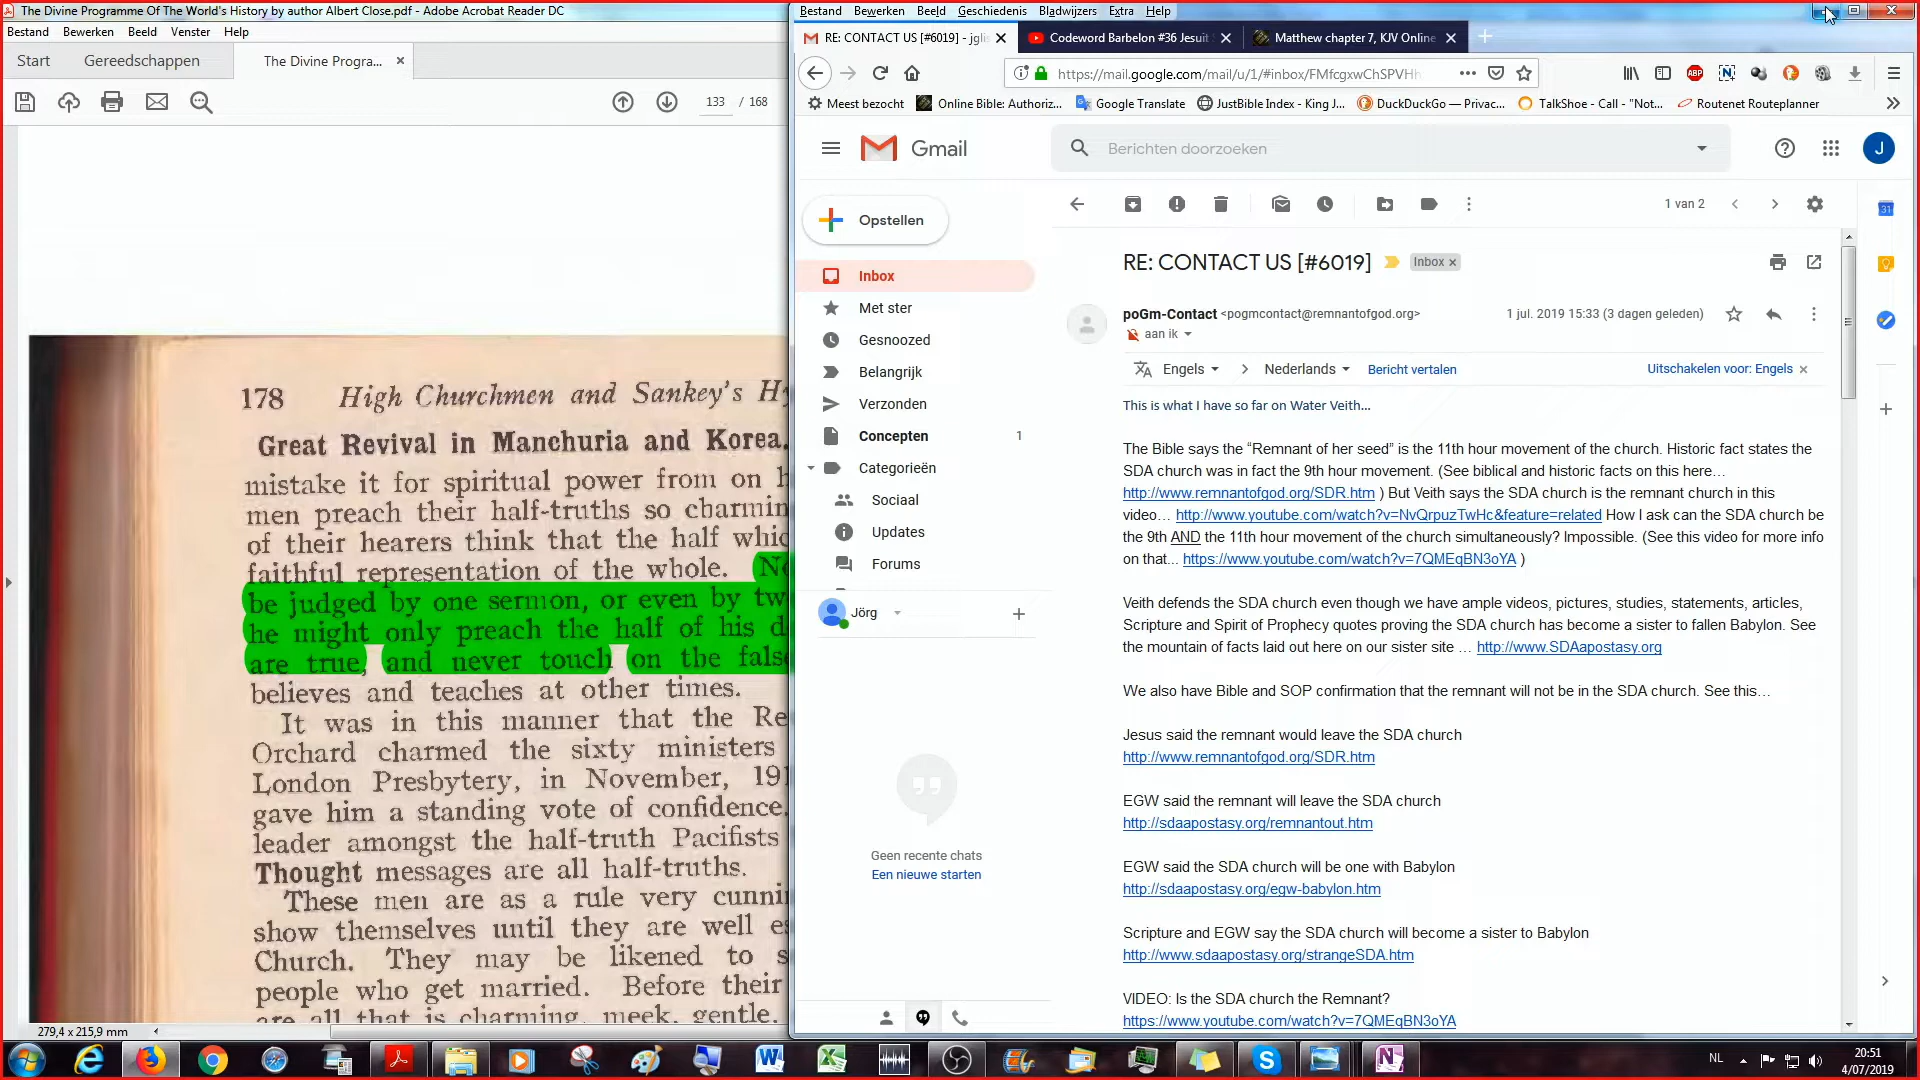 The Divine Programme Of The World's History by author Albert Close.pdf - Adobe Acrobat Reader DC
Bestand Bewerken Beeld Venster Help
Start Gereedschappen The Divine Progra...
133 / 168
178 High Churchmen and Sankey's
Great Revival in Manchuria and Korea.
mistake it for spiritual power from on
men preach their half-truths so
of their hearers think that the half
faithful representation of the whole.
be judged by one sermon, or even by
he might only preach the half of his
are true, and never touch on the
believes and teaches at other times.
It was in this manner that the
Orchard charmed the sixty ministers
London Presbytery, in November,
gave him a standing vote of confidence.
leader amongst the half-truth Pacifists
Thought messages are all half-truths.
These men are as a rule very
show themselves until they are well
Church. They may be likened to
people who get married. Before their
are all that is charming, meek, gentle.
279,4 x 215,9 mm
Bestand Bewerken Beeld Geschiedenis Bladwijzers Extra Help
RE: CONTACT US [#6019] - jglis
Codeword Barbelon #36 Jesuit
Matthew chapter 7, KJV Online
https://mail.google.com/mail/u/1/#inbox/FMfcgxwChSPVHh
ABP
Meest bezocht Online Bible: Authoriz... Google Translate JustBible Index - King J... DuckDuckGo — Privac... TalkShoe - Call - "Not... Routenet Routeplanner
Gmail
Berichten doorzoeken
J
Opstellen
1 van 2
31
Inbox
Met ster
Gesnoozed
Belangrijk
Verzonden
Concepten 1
Categorieën
Sociaal
Updates
Forums
Jörg
Geen recente chats
Een nieuwe starten
RE: CONTACT US [#6019] Inbox
poGm-Contact <pogmcontact@remnantofgod.org> 1 jul. 2019 15:33 (3 dagen geleden)
aan ik
Engels Nederlands Bericht vertalen Uitschakelen voor: Engels
This is what I have so far on Water Veith…
The Bible says the “Remnant of her seed” is the 11th hour movement of the church. Historic fact states the
SDA church was in fact the 9th hour movement. (See biblical and historic facts on this here…
http://www.remnantofgod.org/SDR.htm ) But Veith says the SDA church is the remnant church in this
video… http://www.youtube.com/watch?v=NvQrpuzTwHc&feature=related How I ask can the SDA church be
the 9th AND the 11th hour movement of the church simultaneously? Impossible. (See this video for more info
on that... https://www.youtube.com/watch?v=7QMEqBN3oYA )
Veith defends the SDA church even though we have ample videos, pictures, studies, statements, articles,
Scripture and Spirit of Prophecy quotes proving the SDA church has become a sister to fallen Babylon. See
the mountain of facts laid out here on our sister site … http://www.SDAapostasy.org
We also have Bible and SOP confirmation that the remnant will not be in the SDA church. See this…
Jesus said the remnant would leave the SDA church
http://www.remnantofgod.org/SDR.htm
EGW said the remnant will leave the SDA church
http://sdaapostasy.org/remnantout.htm
EGW said the SDA church will be one with Babylon
http://sdaapostasy.org/egw-babylon.htm
Scripture and EGW say the SDA church will become a sister to Babylon
http://www.sdaapostasy.org/strangeSDA.htm
VIDEO: Is the SDA church the Remnant?
https://www.youtube.com/watch?v=7QMEqBN3oYA
NL
20:51
4/07/2019